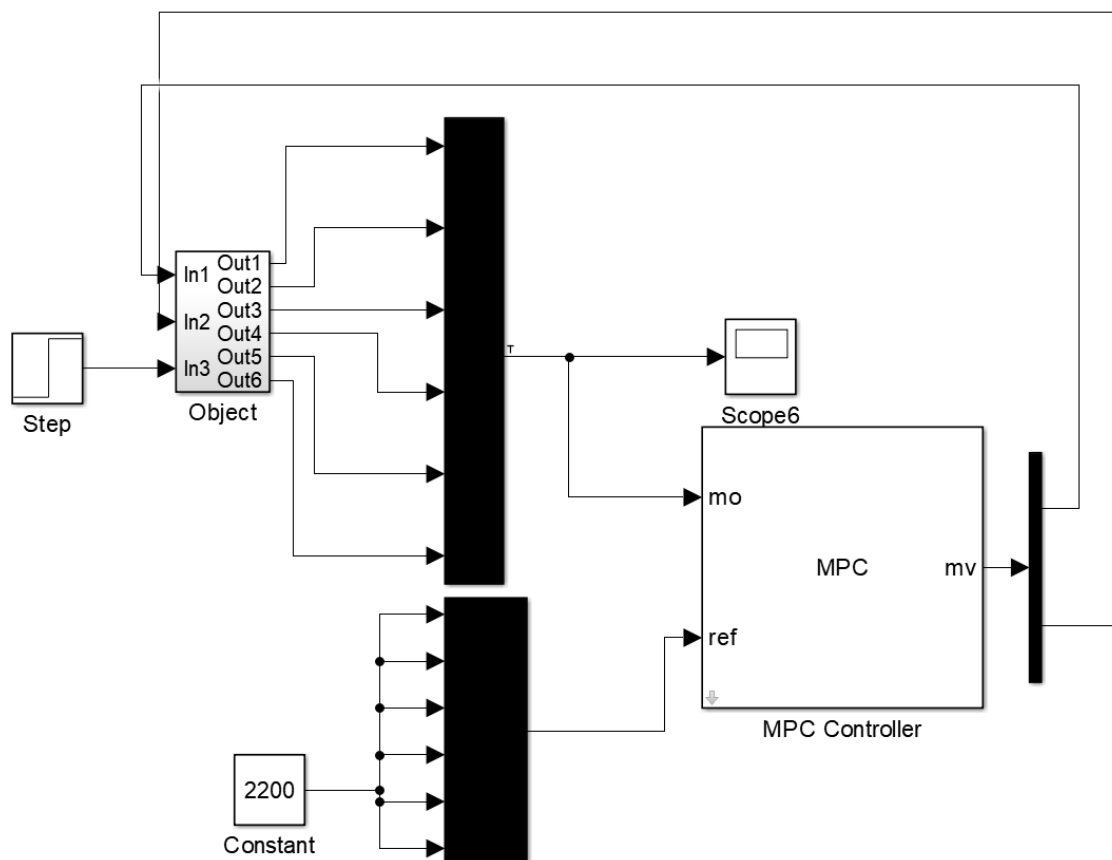 In1
In2
In3
Out1
Out2
Out3
Out4
Out5
Out6
Object
Step
T
Scope6
mo
MPC
mv
ref
MPC Controller
2200
Constant